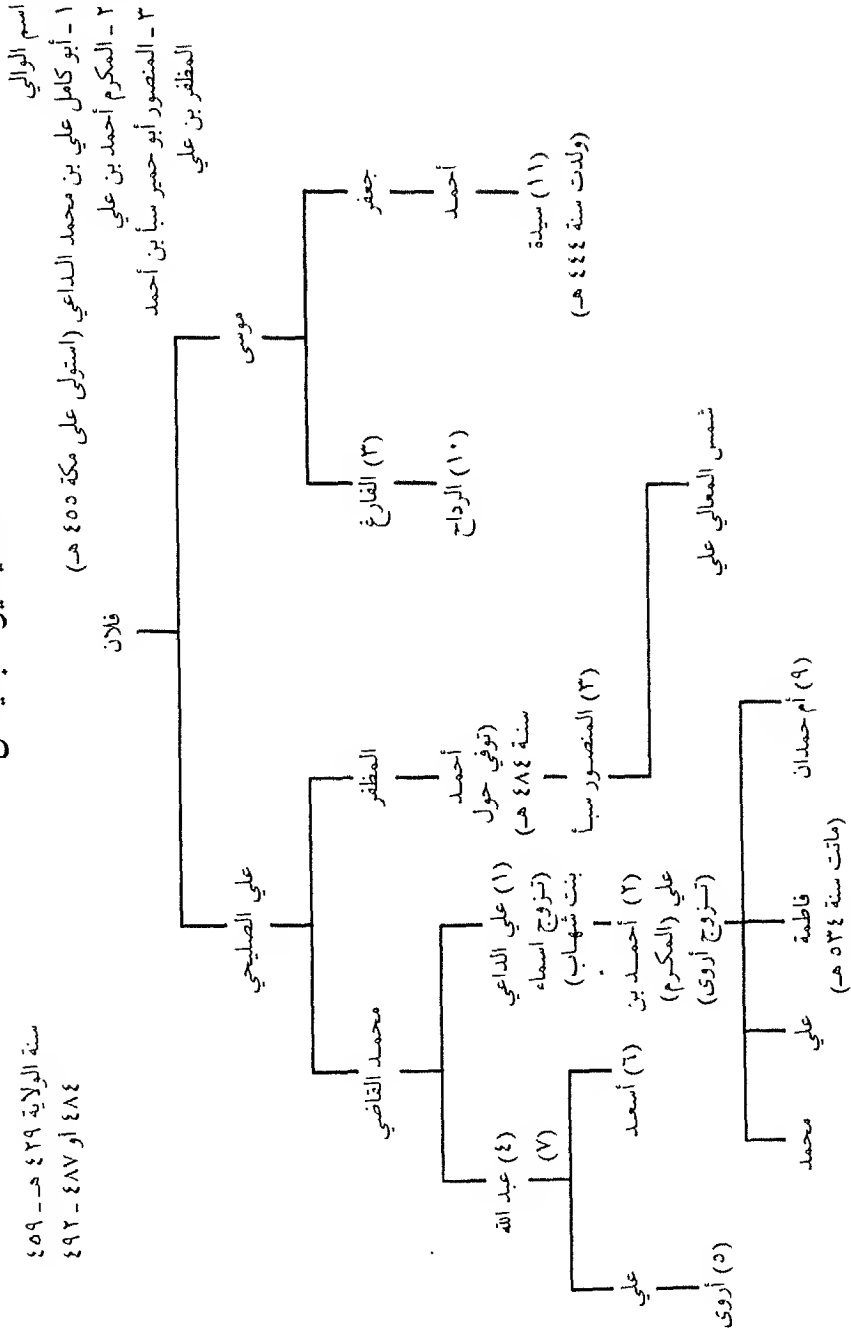 اسم الوالي
١ - أبو كامل علي بن محمد الداعي (استولى على مكة ٤٥٥ هـ)
٢ - المكرم أحمد بن علي
٣ - المنصور أبو حمير سبأ بن أحمد
المظفر بن علي
سنة الولاية ٤٢٩ هـ - ٤٥٩
٤٨٤ أو ٤٨٧ - ٤٩٢
فلان
موسى
علي الصليحي
جعفر
(٣) الفارغ
المظفر
محمد القاضي
أحمد
(١٠) الرداح
أحمد
(توفي حول
سنة ٤٨٤ هـ)
(١) علي الداعي
(تزوج اسماء
بنت شهاب)
(٤) عبد الله
(١١) سيدة
(ولدت سنة ٤٤٤ هـ)
(٣) المنصور سبأ
(٢) أحمد بن
علي (المكرم)
(تزوج أروى)
(٧)
(٦) أسعد
علي
شمس المعالي علي
(٩) أم حمدان
فاطمة
(ماتت سنة ٥٣٤ هـ)
علي
محمد
(٥) أروى